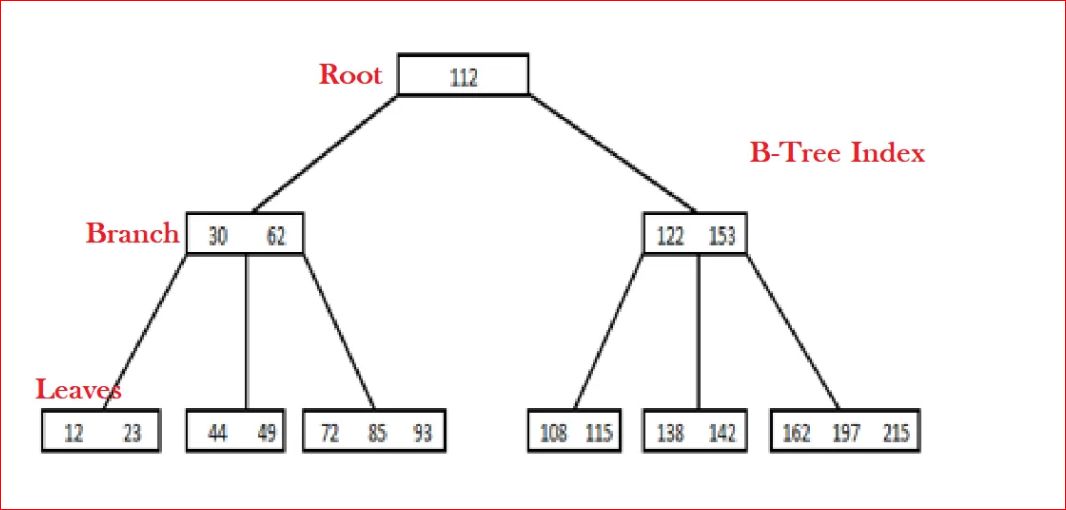 Root
112
B-Tree Index
Branch
30 62
122 153
Leaves
12 23
44 49
72 85 93
108 115
138 142
162 197 215